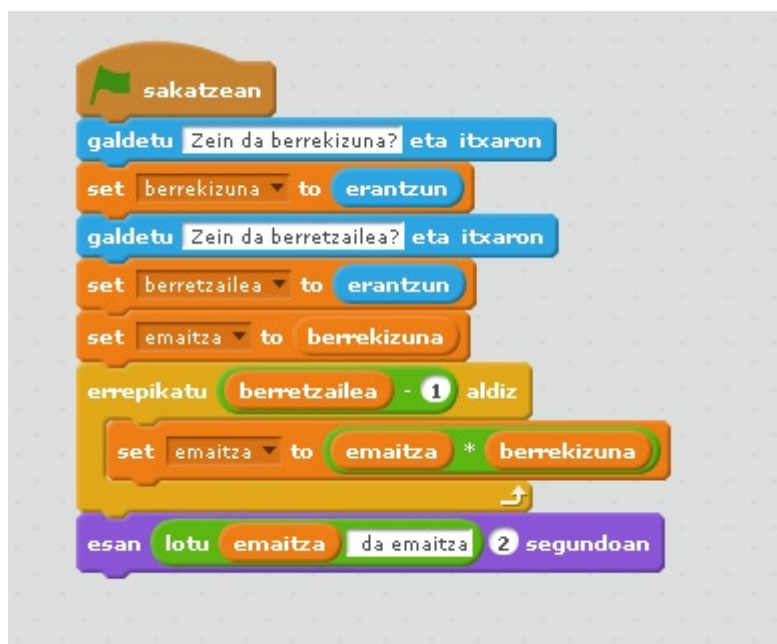 sakatzean
galdetu Zein da berrekizuna? eta itxaron
set berrekizuna to erantzun
galdetu Zein da berretzailea? eta itxaron
set berretzailea to erantzun
set emaitza to berrekizuna
errepikatu berretzailea - 1 aldiz
set emaitza to emaitza * berrekizuna
esan lotu emaitza da emaitza 2 segundoan